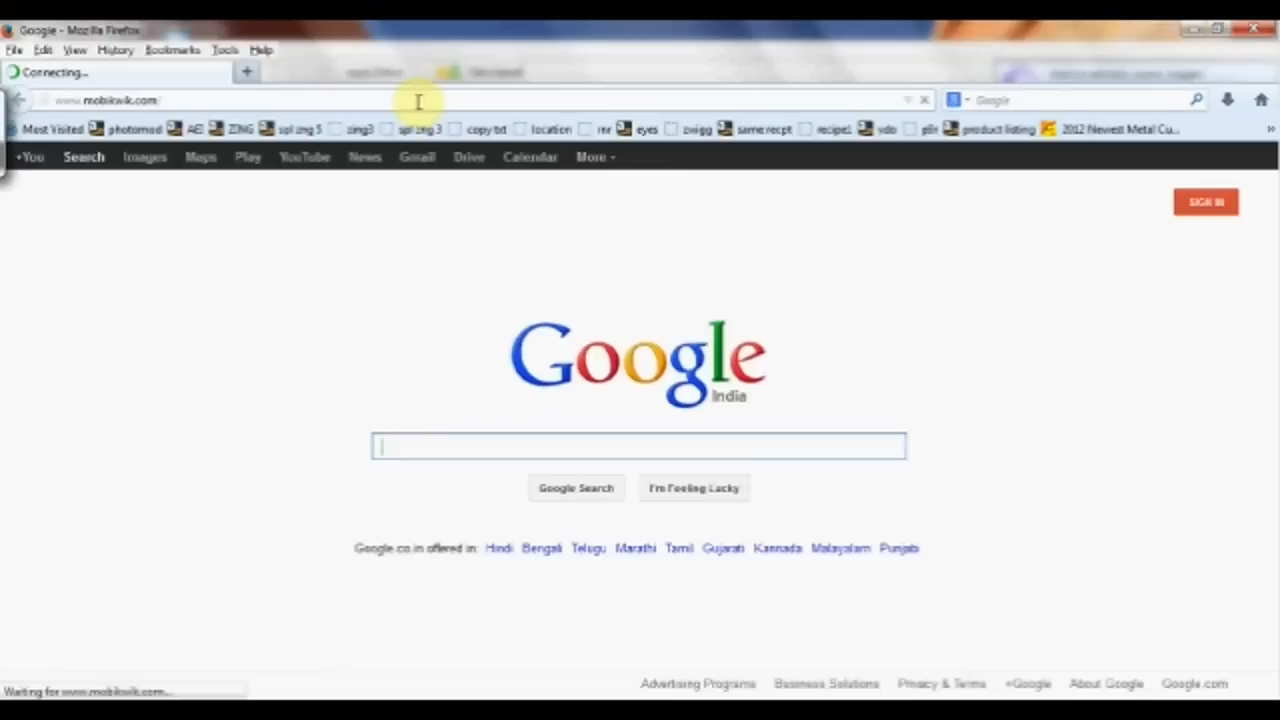 Google - Mozilla Firefox
File Edit View History Bookmarks Tools Help
Connecting...
www.mobikwik.com/ Google
Most Visited photomod AEI ZING spl zng 5 zing3 spl zng 3 copy txt location mr eyes zwigg same recpt recipe1 vdo product listing 2012 Newest Metal Cu...
+You Search Images Maps Play YouTube News Gmail Drive Calendar More
SIGN IN
Google
India
Google Search I'm Feeling Lucky
Google.co.in offered in: Hindi Bengali Telugu Marathi Tamil Gujarati Kannada Malayalam Punjabi
Waiting for www.mobikwik.com...
Advertising Programs Business Solutions Privacy & Terms +Google About Google Google.com